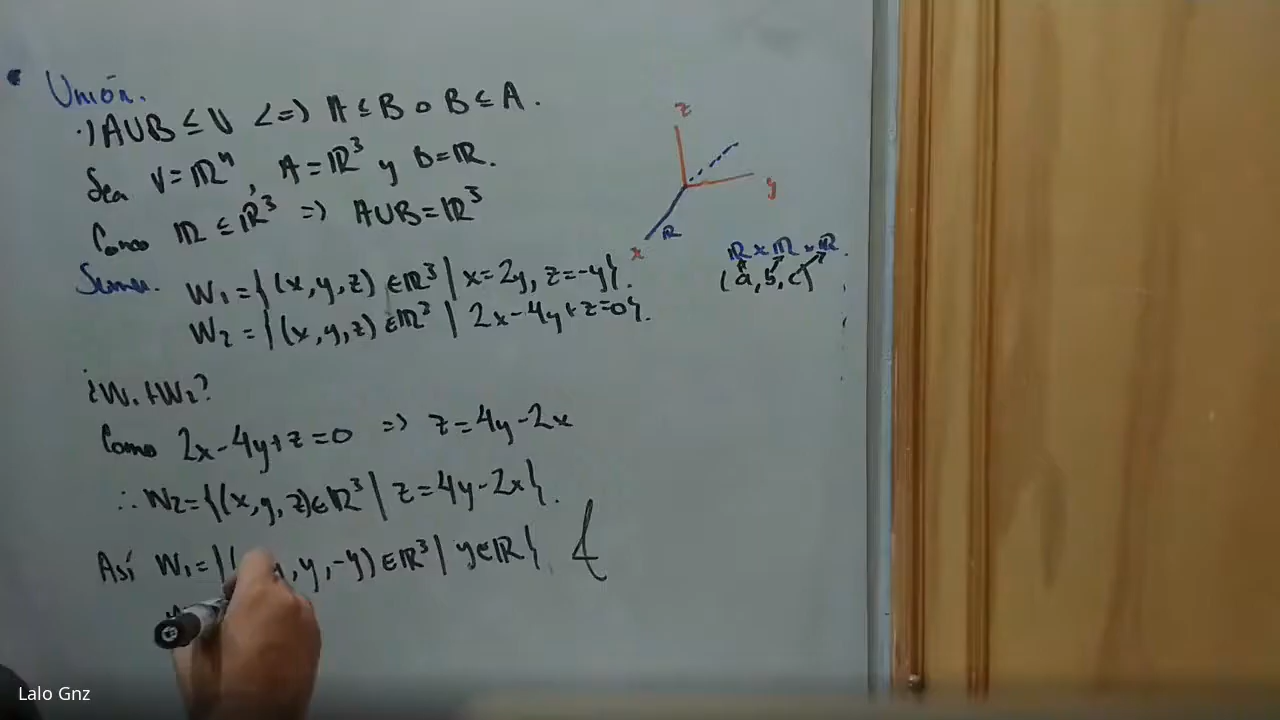 • Unión.
·) A∪B ≤ V <=> A ≤ B o B ≤ A.
Sea V=ℝⁿ, A=ℝ³ y B=ℝ.
Como ℝ ≤ ℝ³ => A∪B=ℝ³
z
y
x
ℝ
ℝ × ℝ × ℝ.
(a, b, c)
Suma. W₁={(x,y,z) ∈ℝ³ | x=2y, z=-y}.
W₂={(x,y,z) ∈ℝ³ | 2x-4y+z=0}.
¿W₁+W₂?
Como 2x-4y+z=0 => z=4y-2x
∴ W₂={(x,y,z)∈ℝ³ | z=4y-2x}.
Así W₁={( y,-y) ∈ℝ³ | y∈ℝ} {
Lalo Gnz